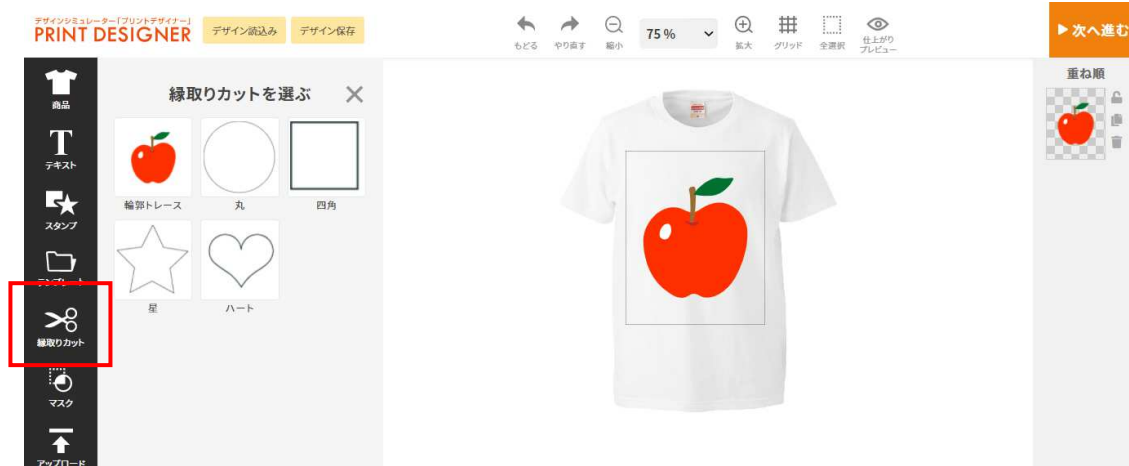 デザインシミュレーター「プリントデザイナー」
PRINT DESIGNER
デザイン読込み
デザイン保存
もどる
やり直す
縮小
75 %
拡大
グリッド
全選択
仕上がり
プレビュー
▶ 次へ進む
商品
テキスト
スタンプ
テンプレート
縁取りカット
マスク
アップロード
縁取りカットを選ぶ
輪郭トレース
丸
四角
星
ハート
重ね順